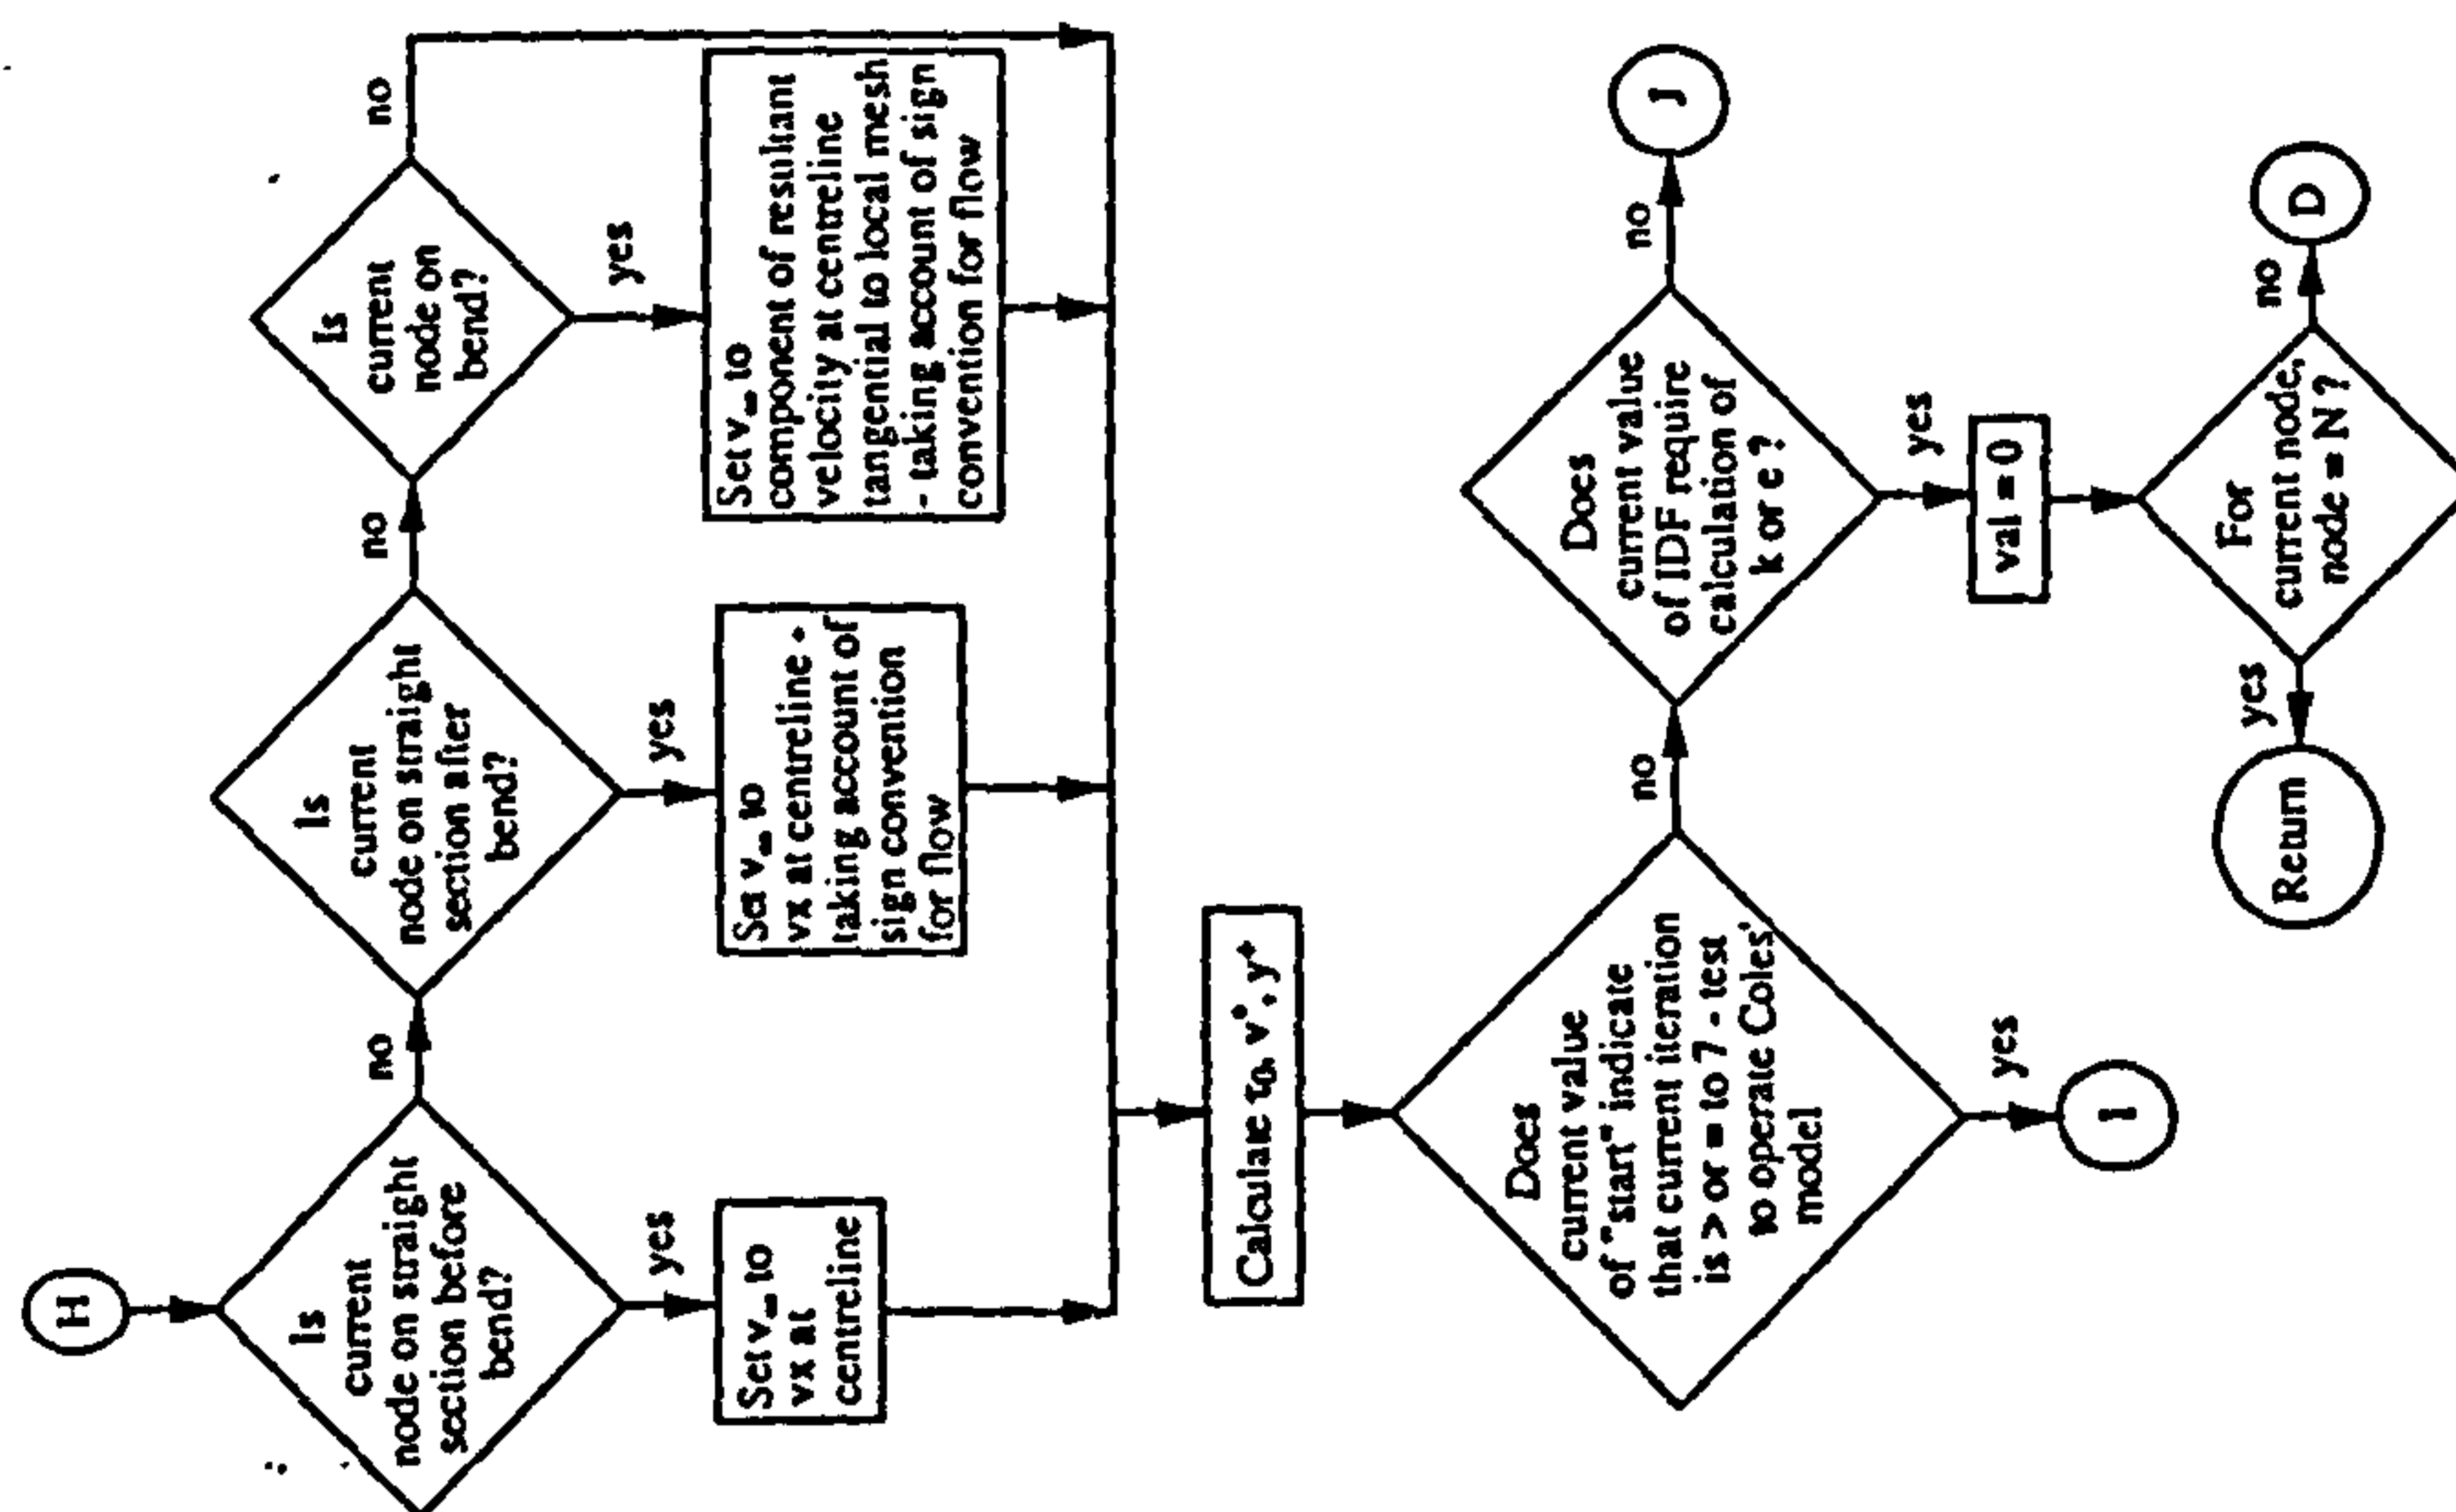 H
Is
current
node on straight
section before
bend?
no
yes
Set v_ to
vx at
centreline
Is
current
node on straight
section after
bend?
no
yes
Set v_ to
vx at centreline -
taking account of
sign convention
for flow
Is
current
node on
bend?
no
yes
Set v_ to
component of resultant
velocity at centreline
tangential to local mesh
- taking account of sign
convention for flow
Calculate
Does
current value
of "start" indicate
that current iteration
is > or = to 7 - test
to operate Coles'
model
no
yes
I
Does
current value
of IDF require
calculation of
k or e ?
no
J
yes
val = 0
For
current node,
node = N ?
no
D
yes
Return